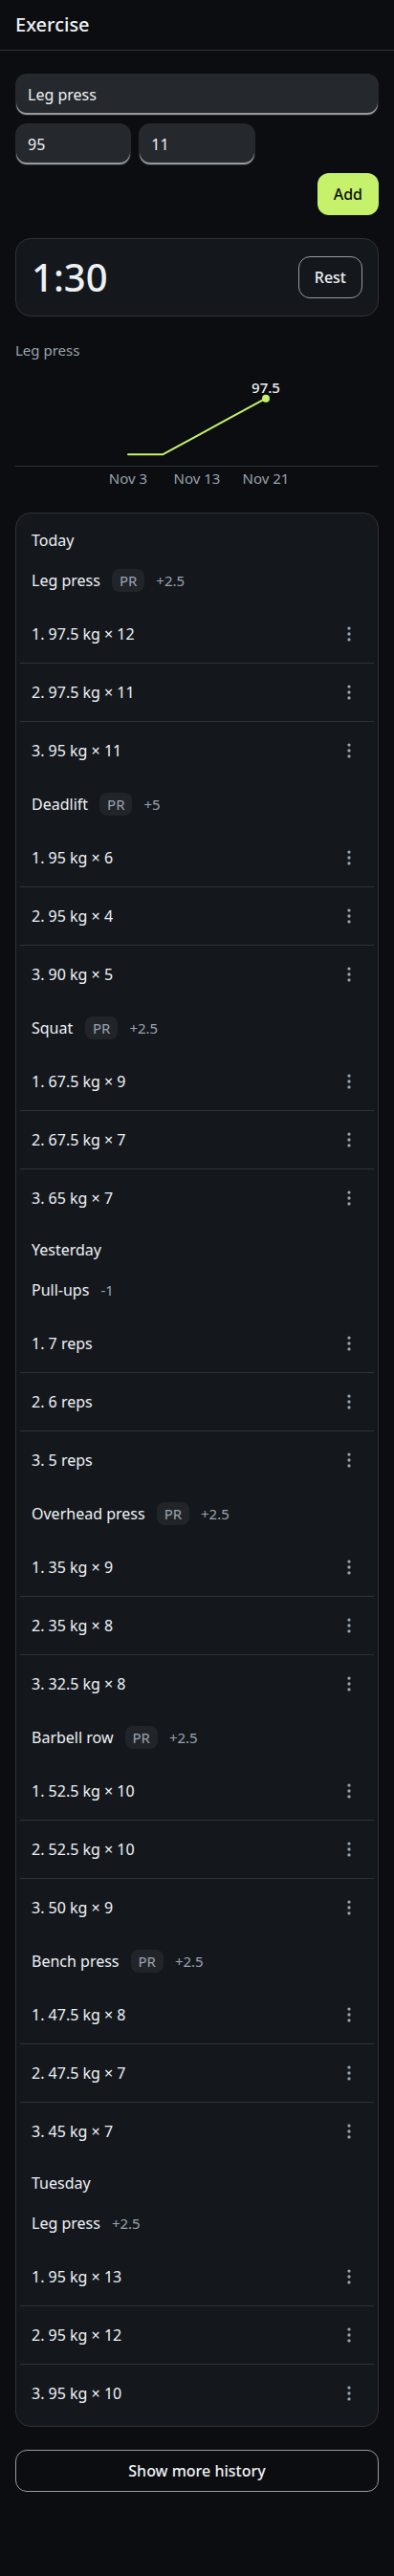 Exercise
Leg press
95 11
Add
1:30 Rest
Leg press
97.5
Nov 3 Nov 13 Nov 21
Today
Leg press PR +2.5
1. 97.5 kg × 12
2. 97.5 kg × 11
3. 95 kg × 11
Deadlift PR +5
1. 95 kg × 6
2. 95 kg × 4
3. 90 kg × 5
Squat PR +2.5
1. 67.5 kg × 9
2. 67.5 kg × 7
3. 65 kg × 7
Yesterday
Pull-ups -1
1. 7 reps
2. 6 reps
3. 5 reps
Overhead press PR +2.5
1. 35 kg × 9
2. 35 kg × 8
3. 32.5 kg × 8
Barbell row PR +2.5
1. 52.5 kg × 10
2. 52.5 kg × 10
3. 50 kg × 9
Bench press PR +2.5
1. 47.5 kg × 8
2. 47.5 kg × 7
3. 45 kg × 7
Tuesday
Leg press +2.5
1. 95 kg × 13
2. 95 kg × 12
3. 95 kg × 10
Show more history